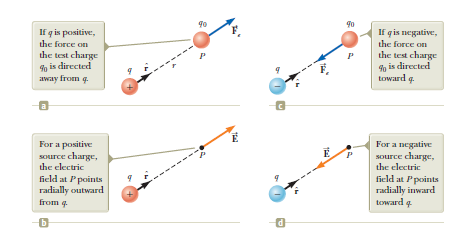 If q is positive,
the force on
the test charge
q₀ is directed
away from q.
q₀
F⃗ₑ
P
r
q
r̂
+
a
If q is negative,
the force on
the test charge
q₀ is directed
toward q.
q₀
P
F⃗ₑ
q
r̂
−
c
For a positive
source charge,
the electric
field at P points
radially outward
from q.
E⃗
P
q
r̂
+
b
For a negative
source charge,
the electric
field at P points
radially inward
toward q.
E⃗
P
q
r̂
−
d